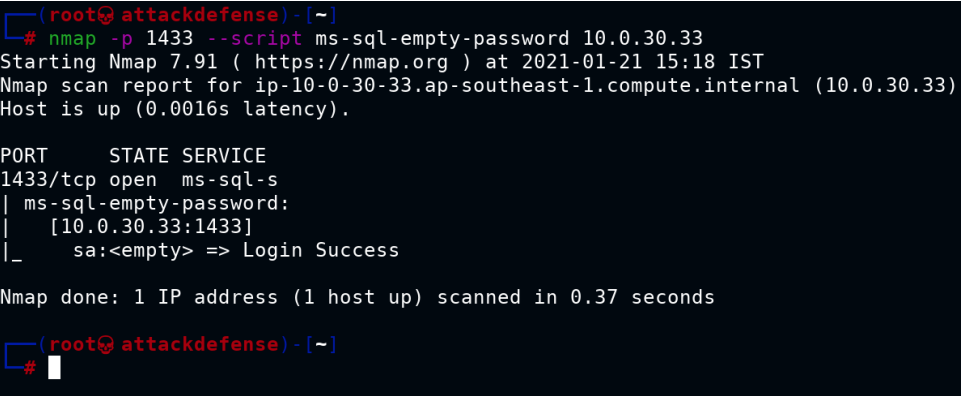 ┌──(root💀attackdefense)-[~]
└─# nmap -p 1433 --script ms-sql-empty-password 10.0.30.33
Starting Nmap 7.91 ( https://nmap.org ) at 2021-01-21 15:18 IST
Nmap scan report for ip-10-0-30-33.ap-southeast-1.compute.internal (10.0.30.33)
Host is up (0.0016s latency).
PORT     STATE SERVICE
1433/tcp open  ms-sql-s
| ms-sql-empty-password:
|   [10.0.30.33:1433]
|_    sa:<empty> => Login Success
Nmap done: 1 IP address (1 host up) scanned in 0.37 seconds
┌──(root💀attackdefense)-[~]
└─#